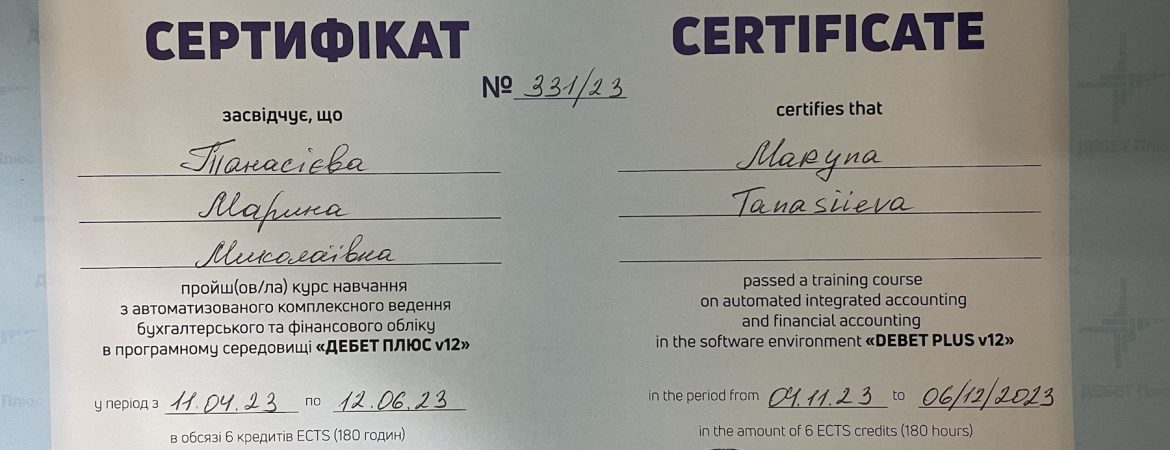 СЕРТИФІКАТ
№ 331/23
засвідчує, що
Танасієва
Марина
Миколаївна
пройш(ов/ла) курс навчання
з автоматизованого комплексного ведення
бухгалтерського та фінансового обліку
в програмному середовищі «ДЕБЕТ ПЛЮС v12»
у період з 11.04.23 по 12.06.23
в обсязі 6 кредитів ECTS (180 годин)
CERTIFICATE
certifies that
Maryna
Tanasiieva
passed a training course
on automated integrated accounting
and financial accounting
in the software environment «DEBET PLUS v12»
in the period from 04.11.23 to 06/12/2023
in the amount of 6 ECTS credits (180 hours)